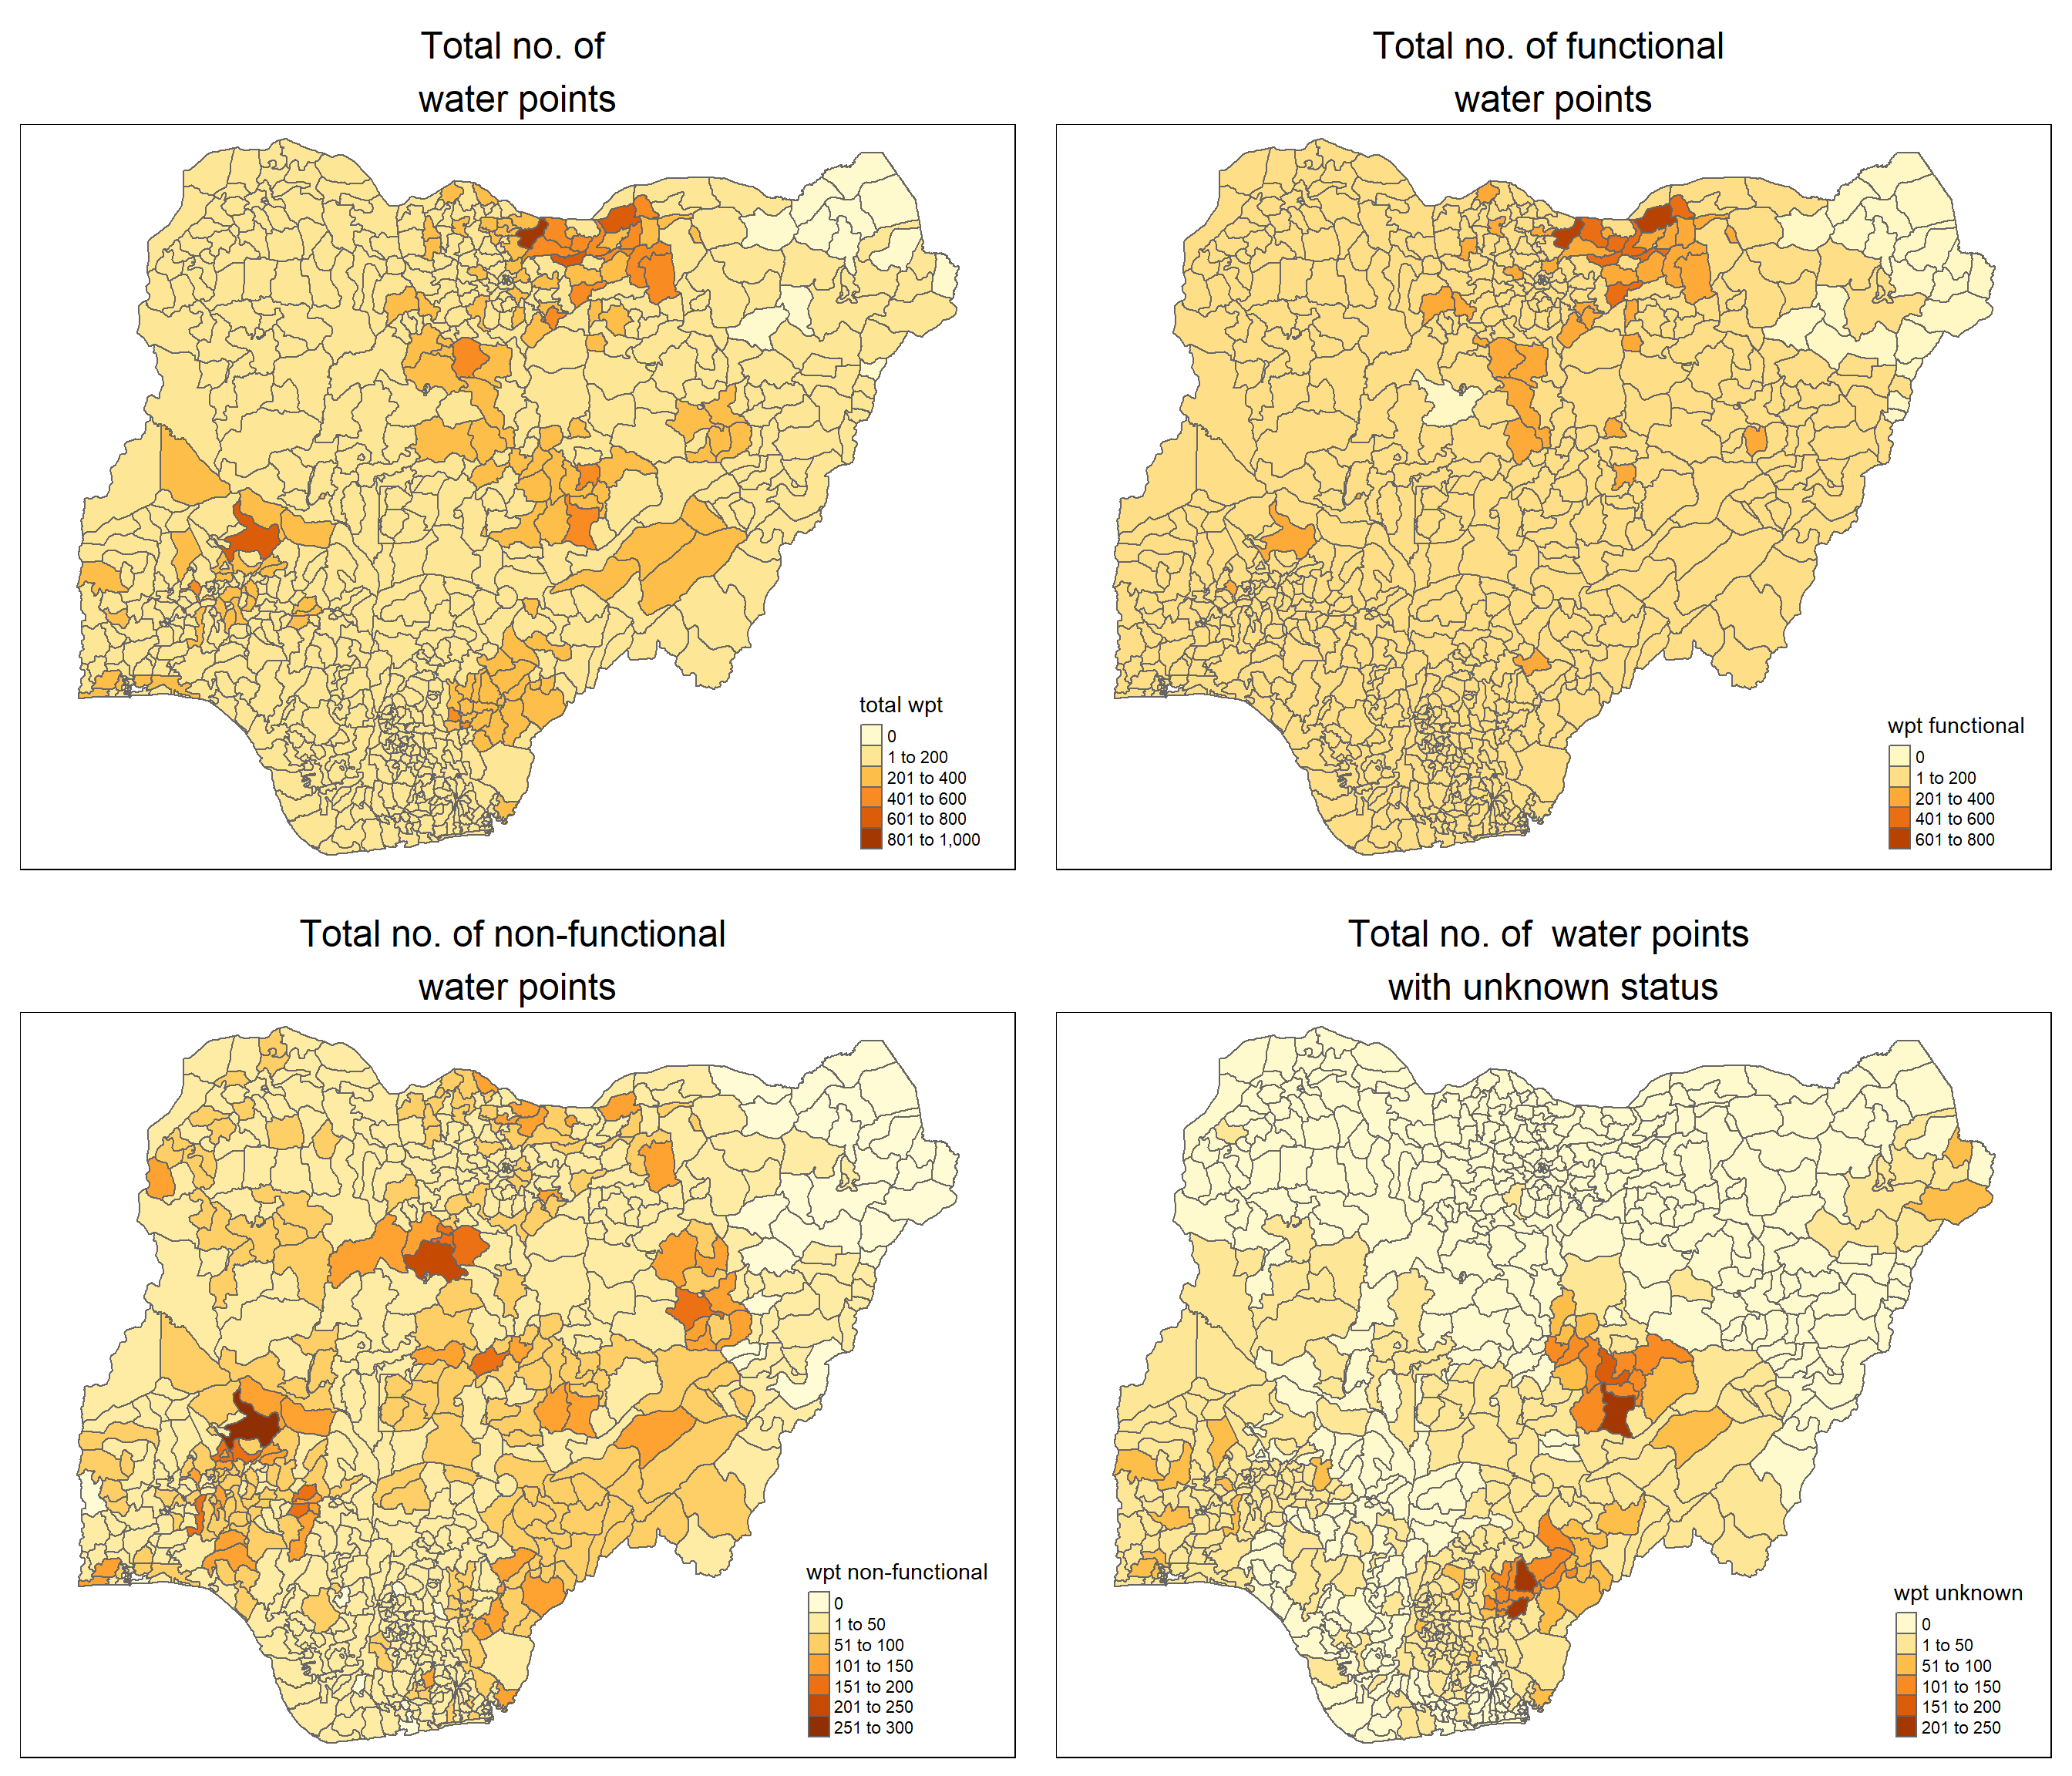 Total no. of
water points
total wpt
0
1 to 200
201 to 400
401 to 600
601 to 800
801 to 1,000
Total no. of functional
water points
wpt functional
0
1 to 200
201 to 400
401 to 600
601 to 800
Total no. of non-functional
water points
wpt non-functional
0
1 to 50
51 to 100
101 to 150
151 to 200
201 to 250
251 to 300
Total no. of  water points
with unknown status
wpt unknown
0
1 to 50
51 to 100
101 to 150
151 to 200
201 to 250